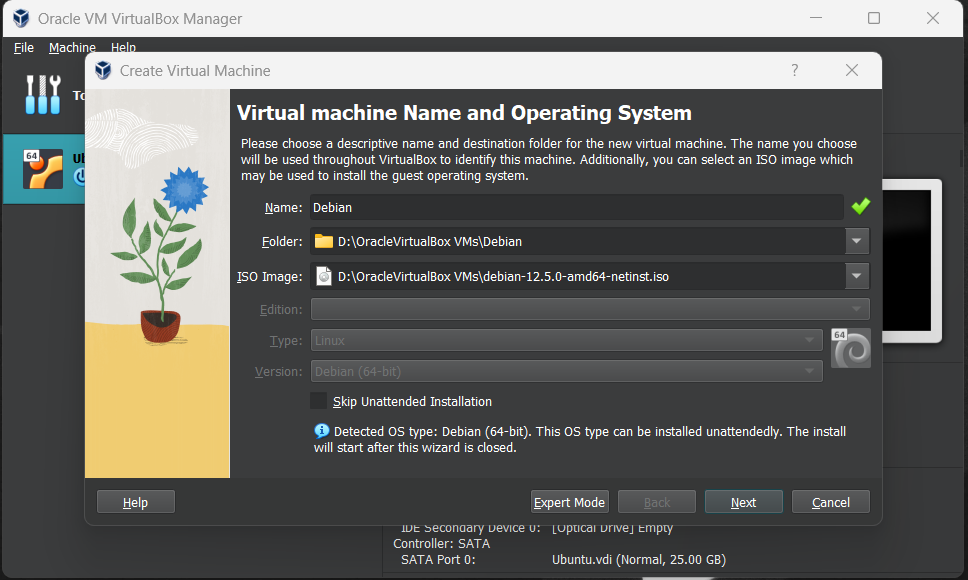 Oracle VM VirtualBox Manager
File Machine Help
Create Virtual Machine ?
Virtual machine Name and Operating System
Please choose a descriptive name and destination folder for the new virtual machine. The name you choose
will be used throughout VirtualBox to identify this machine. Additionally, you can select an ISO image which
may be used to install the guest operating system.
64
Name: Debian
Folder: D:\OracleVirtualBox VMs\Debian
ISO Image: D:\OracleVirtualBox VMs\debian-12.5.0-amd64-netinst.iso
Edition:
Type: Linux
64
Version: Debian (64-bit)
Skip Unattended Installation
Detected OS type: Debian (64-bit). This OS type can be installed unattendedly. The install
will start after this wizard is closed.
Help Expert Mode Back Next Cancel
IDE Secondary Device 0: [Optical Drive] Empty
Controller: SATA
SATA Port 0: Ubuntu.vdi (Normal, 25.00 GB)